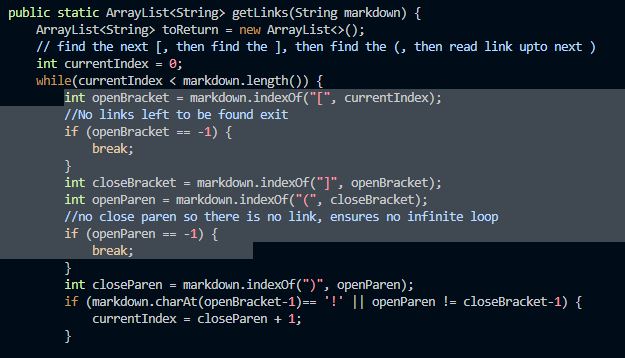 public static ArrayList<String> getLinks(String markdown) {
    ArrayList<String> toReturn = new ArrayList<>();
    // find the next [, then find the ], then find the (, then read link upto next )
    int currentIndex = 0;
    while(currentIndex < markdown.length()) {
        int openBracket = markdown.indexOf("[", currentIndex);
        //No links left to be found exit
        if (openBracket == -1) {
            break;
        }
        int closeBracket = markdown.indexOf("]", openBracket);
        int openParen = markdown.indexOf("(", closeBracket);
        //no close paren so there is no link, ensures no infinite loop
        if (openParen == -1) {
            break;
        }
        int closeParen = markdown.indexOf(")", openParen);
        if (markdown.charAt(openBracket-1)== '!' || openParen != closeBracket-1) {
            currentIndex = closeParen + 1;
        }